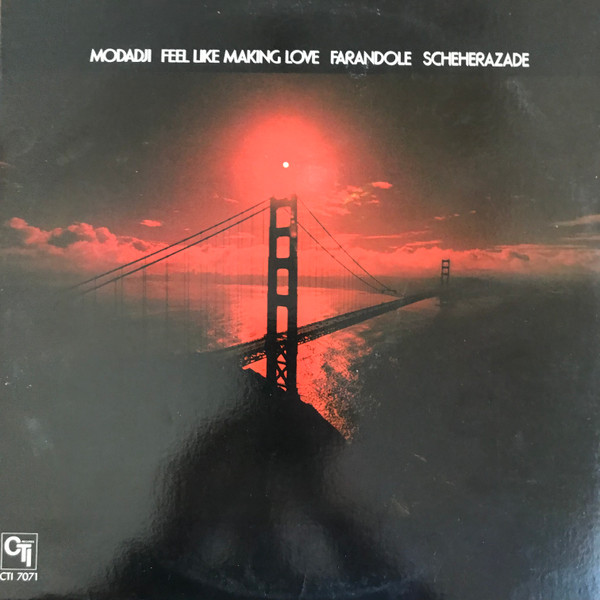 MODADJI FEEL LIKE MAKING LOVE FARANDOLE SCHEHERAZADE
CTI
CTI 7071